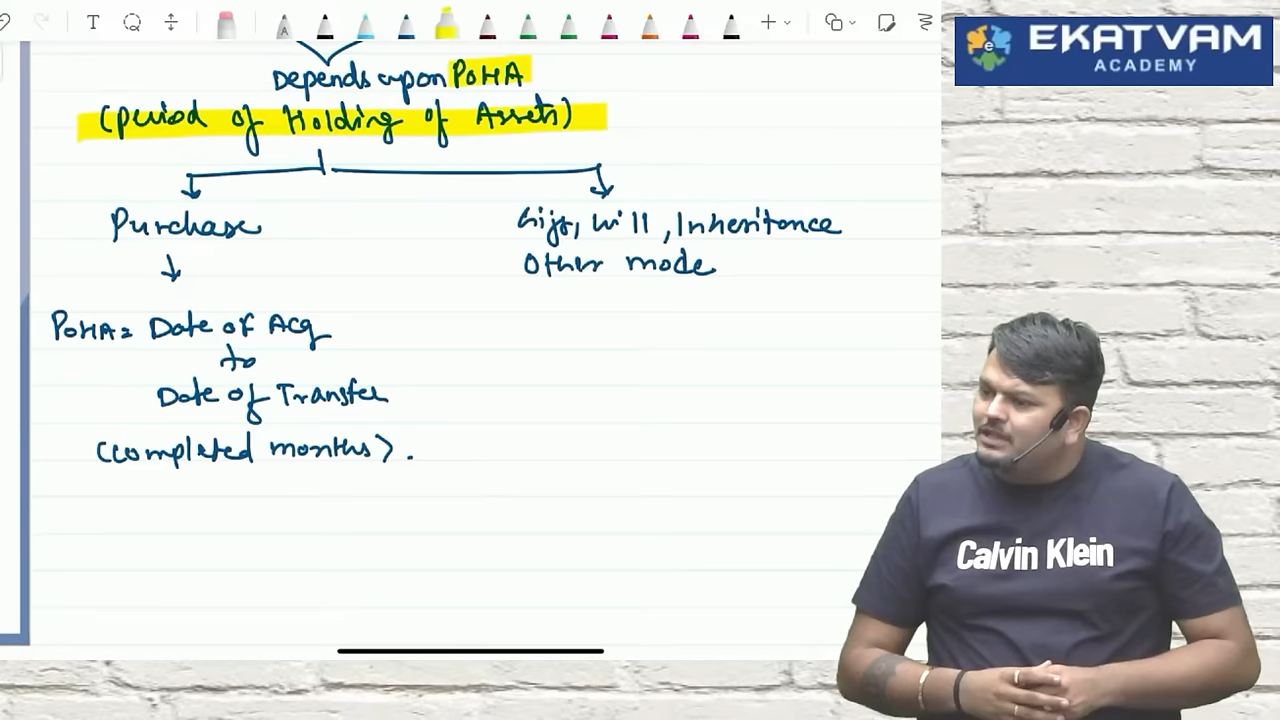 EKATVAM
ACADEMY
Depends upon POHA
(Period of Holding of Assets)
Purchase
Gift, Will, Inheritance
Other mode
POHA = Date of Acq
to
Date of Transfer
(completed months).
Calvin Klein